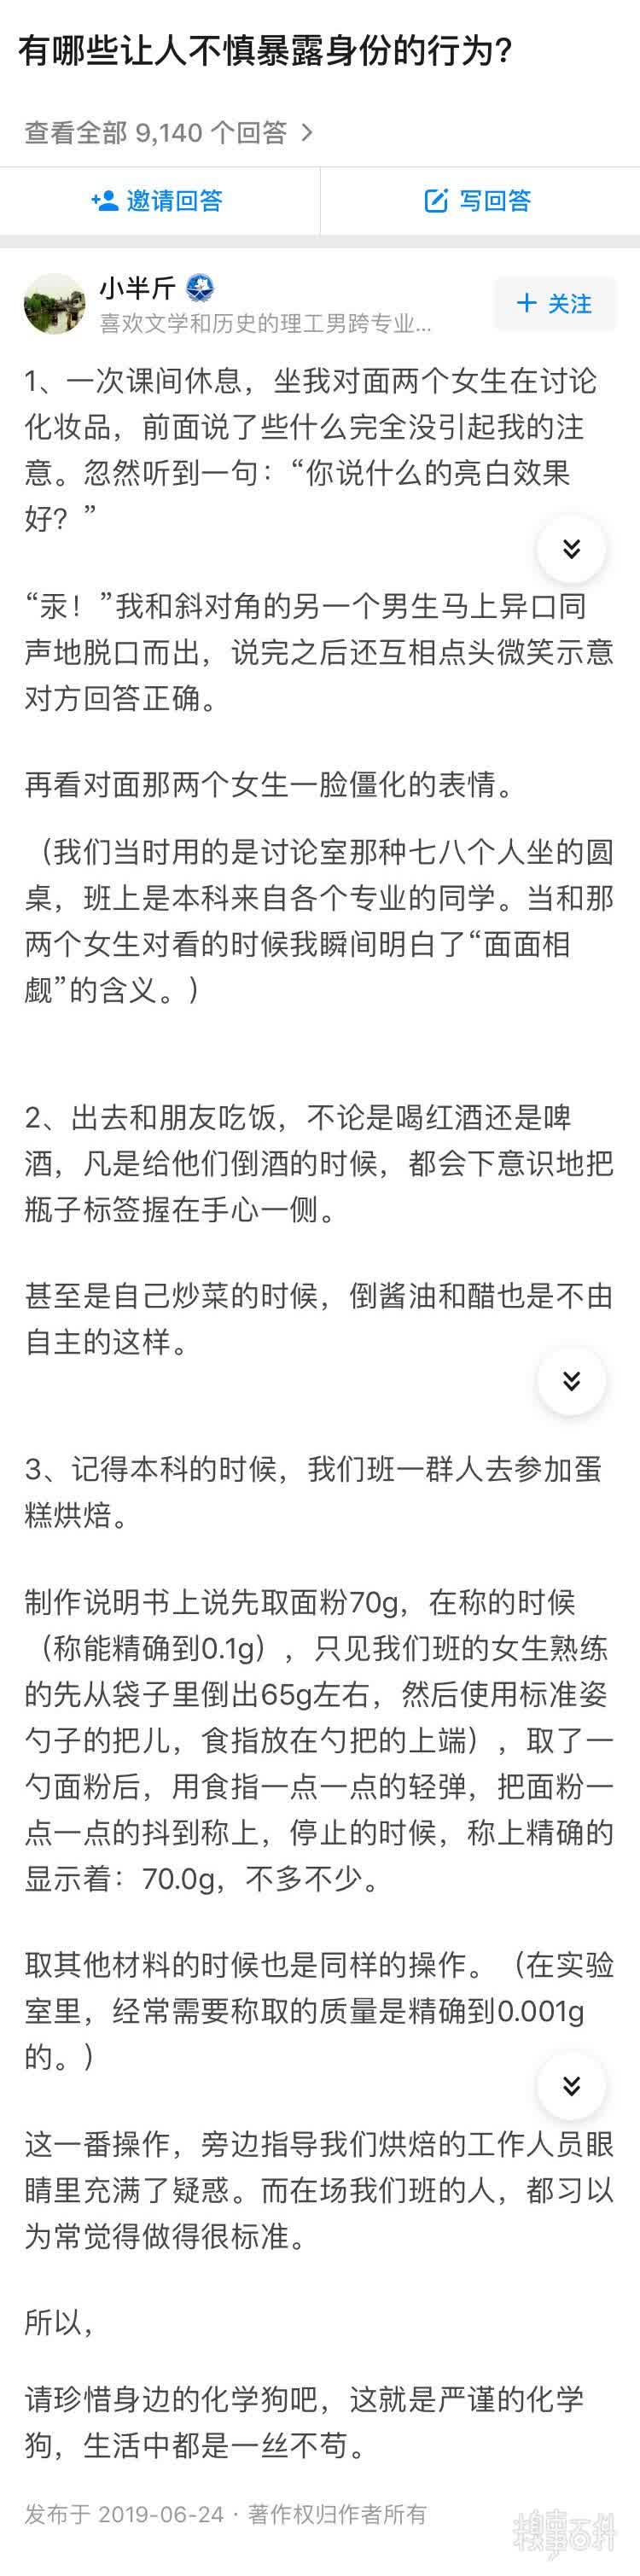 有哪些让人不慎暴露身份的行为?
查看全部 9,140 个回答
邀请回答
写回答
小半斤
喜欢文学和历史的理工男跨专业...
+ 关注
1、一次课间休息，坐我对面两个女生在讨论
化妆品，前面说了些什么完全没引起我的注
意。忽然听到一句：“你说什么的亮白效果
好？”
“汞！”我和斜对角的另一个男生马上异口同
声地脱口而出，说完之后还互相点头微笑示意
对方回答正确。
再看对面那两个女生一脸僵化的表情。
（我们当时用的是讨论室那种七八个人坐的圆
桌，班上是本科来自各个专业的同学。当和那
两个女生对看的时候我瞬间明白了“面面相
觑”的含义。）
2、出去和朋友吃饭，不论是喝红酒还是啤
酒，凡是给他们倒酒的时候，都会下意识地把
瓶子标签握在手心一侧。
甚至是自己炒菜的时候，倒酱油和醋也是不由
自主的这样。
3、记得本科的时候，我们班一群人去参加蛋
糕烘焙。
制作说明书上说先取面粉70g，在称的时候
（称能精确到0.1g），只见我们班的女生熟练
的先从袋子里倒出65g左右，然后使用标准姿
勺子的把儿，食指放在勺把的上端），取了一
勺面粉后，用食指一点一点的轻弹，把面粉一
点一点的抖到称上，停止的时候，称上精确的
显示着：70.0g，不多不少。
取其他材料的时候也是同样的操作。（在实验
室里，经常需要称取的质量是精确到0.001g
的。）
这一番操作，旁边指导我们烘焙的工作人员眼
睛里充满了疑惑。而在场我们班的人，都习以
为常觉得做得很标准。
所以，
请珍惜身边的化学狗吧，这就是严谨的化学
狗，生活中都是一丝不苟。
发布于 2019-06-24 · 著作权归作者所有
糗事百科